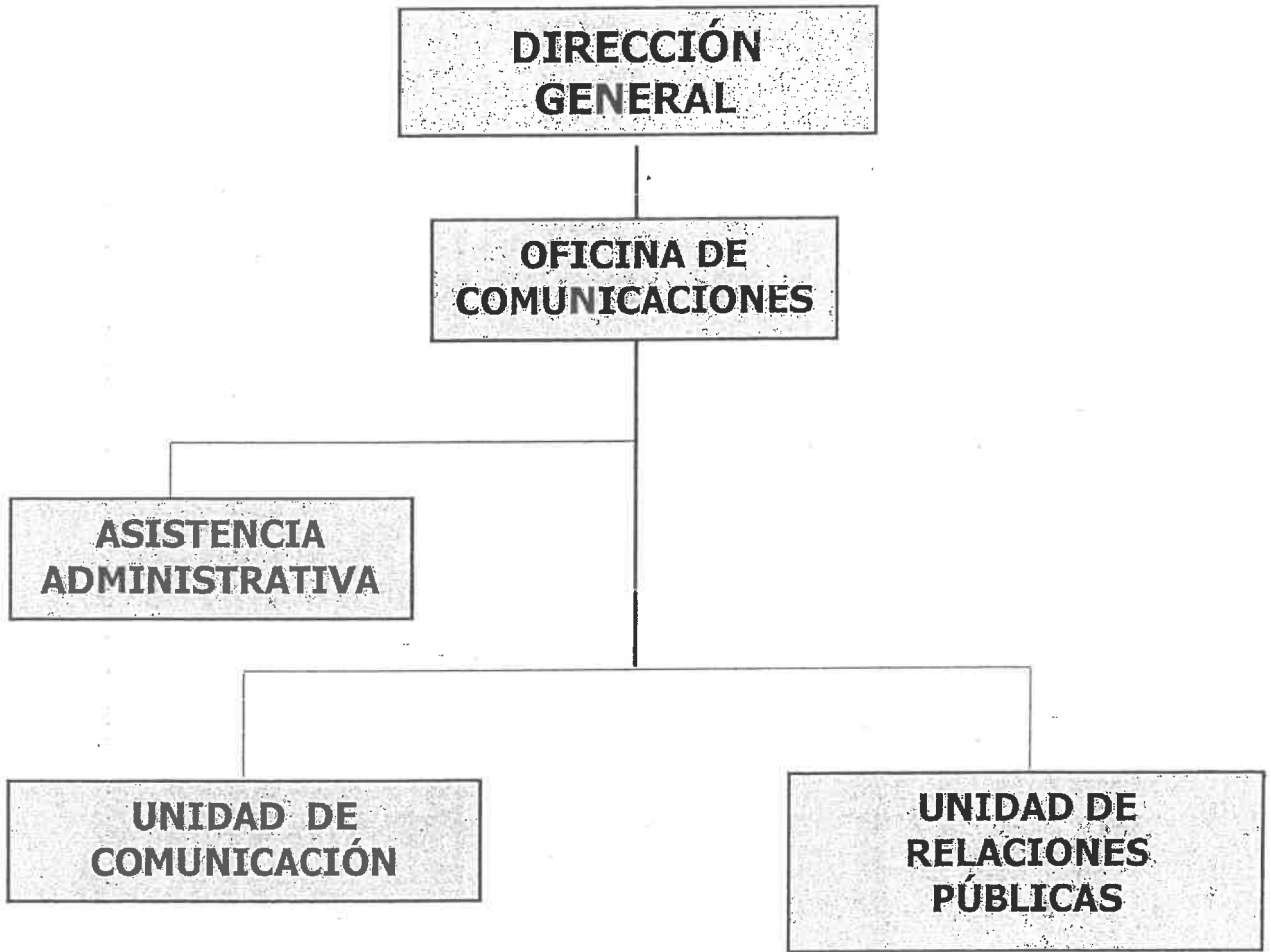 DIRECCIÓN
GENERAL
OFICINA DE
COMUNICACIONES
ASISTENCIA
ADMINISTRATIVA
UNIDAD DE
COMUNICACIÓN
UNIDAD DE
RELACIONES
PÚBLICAS